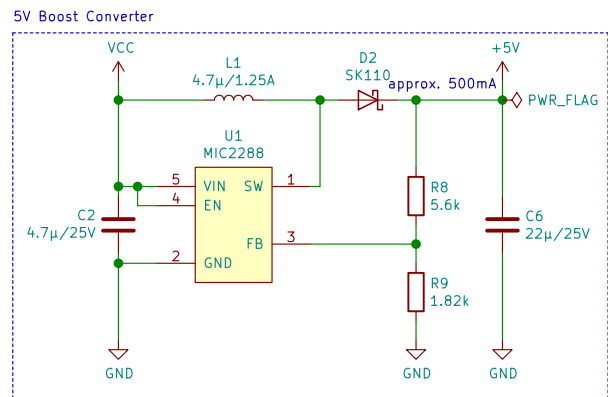 5V Boost Converter
VCC
L1
4.7µ/1.25A
D2
SK110
approx. 500mA
+5V
PWR_FLAG
U1
MIC2288
5
VIN
SW
1
4
EN
R8
5.6k
C2
4.7µ/25V
FB
3
C6
22µ/25V
2
GND
R9
1.82k
GND
GND
GND